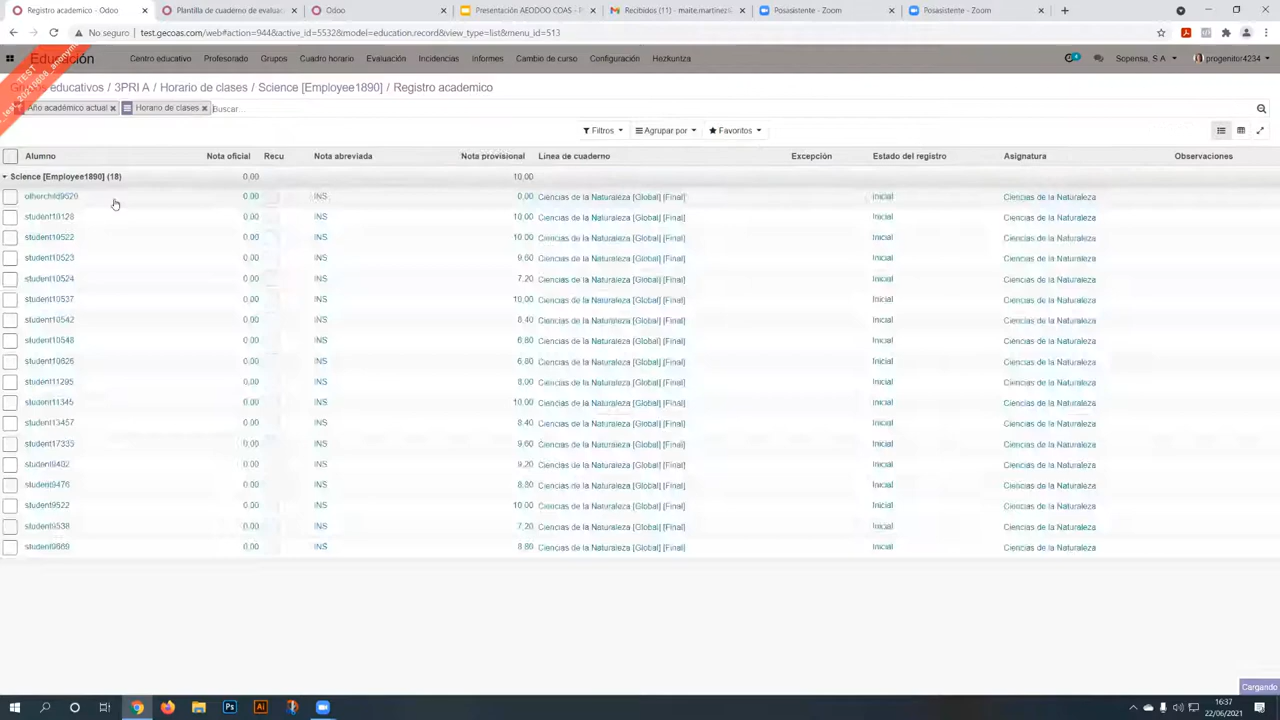 Registro academico - Odoo
Plantilla de cuaderno de evaluac
Odoo
Presentación AEODOO COAS - P
Recibidos (11) - maite.martinez@
Posasistente - Zoom
Posasistente - Zoom
No seguro
test.gecoas.com/web#action=944&active_id=5532&model=education.record&view_type=list&menu_id=513
TEST
Educación
Centro educativo
Profesorado
Grupos
Cuadro horario
Evaluación
Incidencias
Informes
Cambio de curso
Configuración
Hezkuntza
Sopensa, S.A
progenitor4234
Grupos educativos / 3PRI A / Horario de clases / Science [Employee1890] / Registro academico
Año académico actual
Horario de clases
Buscar...
Filtros
Agrupar por
Favoritos
Alumno Nota oficial Recu Nota abreviada Nota provisional Línea de cuaderno Excepción Estado del registro Asignatura Observaciones
Science [Employee1890] (18) 0.00 10.00
otherchild9520 0.00 INS 0,00 Ciencias de la Naturaleza [Global] [Final] Inicial Ciencias de la Naturaleza
student10128 0.00 INS 10.00 Ciencias de la Naturaleza [Global] [Final] Inicial Ciencias de la Naturaleza
student10522 0.00 INS 10.00 Ciencias de la Naturaleza [Global] [Final] Inicial Ciencias de la Naturaleza
student10523 0.00 INS 9.60 Ciencias de la Naturaleza [Global] [Final] Inicial Ciencias de la Naturaleza
student10524 0.00 INS 7.20 Ciencias de la Naturaleza [Global] [Final] Inicial Ciencias de la Naturaleza
student10537 0.00 INS 10,00 Ciencias de la Naturaleza [Global] [Final] Inicial Ciencias de la Naturaleza
student10542 0.00 INS 8.40 Ciencias de la Naturaleza [Global] [Final] Inicial Ciencias de la Naturaleza
student10548 0.00 INS 6.80 Ciencias de la Naturaleza [Global] [Final] Inicial Ciencias de la Naturaleza
student10626 0.00 INS 6.80 Ciencias de la Naturaleza [Global] [Final] Inicial Ciencias de la Naturaleza
student11295 0.00 INS 8.00 Ciencias de la Naturaleza [Global] [Final] Inicial Ciencias de la Naturaleza
student11345 0.00 INS 10.00 Ciencias de la Naturaleza [Global] [Final] Inicial Ciencias de la Naturaleza
student13457 0.00 INS 8.40 Ciencias de la Naturaleza [Global] [Final] Inicial Ciencias de la Naturaleza
student17335 0.00 INS 9.60 Ciencias de la Naturaleza [Global] [Final] Inicial Ciencias de la Naturaleza
student9402 0.00 INS 9.20 Ciencias de la Naturaleza [Global] [Final] Inicial Ciencias de la Naturaleza
student9476 0.00 INS 8.80 Ciencias de la Naturaleza [Global] [Final] Inicial Ciencias de la Naturaleza
student9522 0.00 INS 10.00 Ciencias de la Naturaleza [Global] [Final] Inicial Ciencias de la Naturaleza
student9538 0.00 INS 7.20 Ciencias de la Naturaleza [Global] [Final] Inicial Ciencias de la Naturaleza
student9669 0.00 INS 8.80 Ciencias de la Naturaleza [Global] [Final] Inicial Ciencias de la Naturaleza
Cargando
16:37
22/06/2021